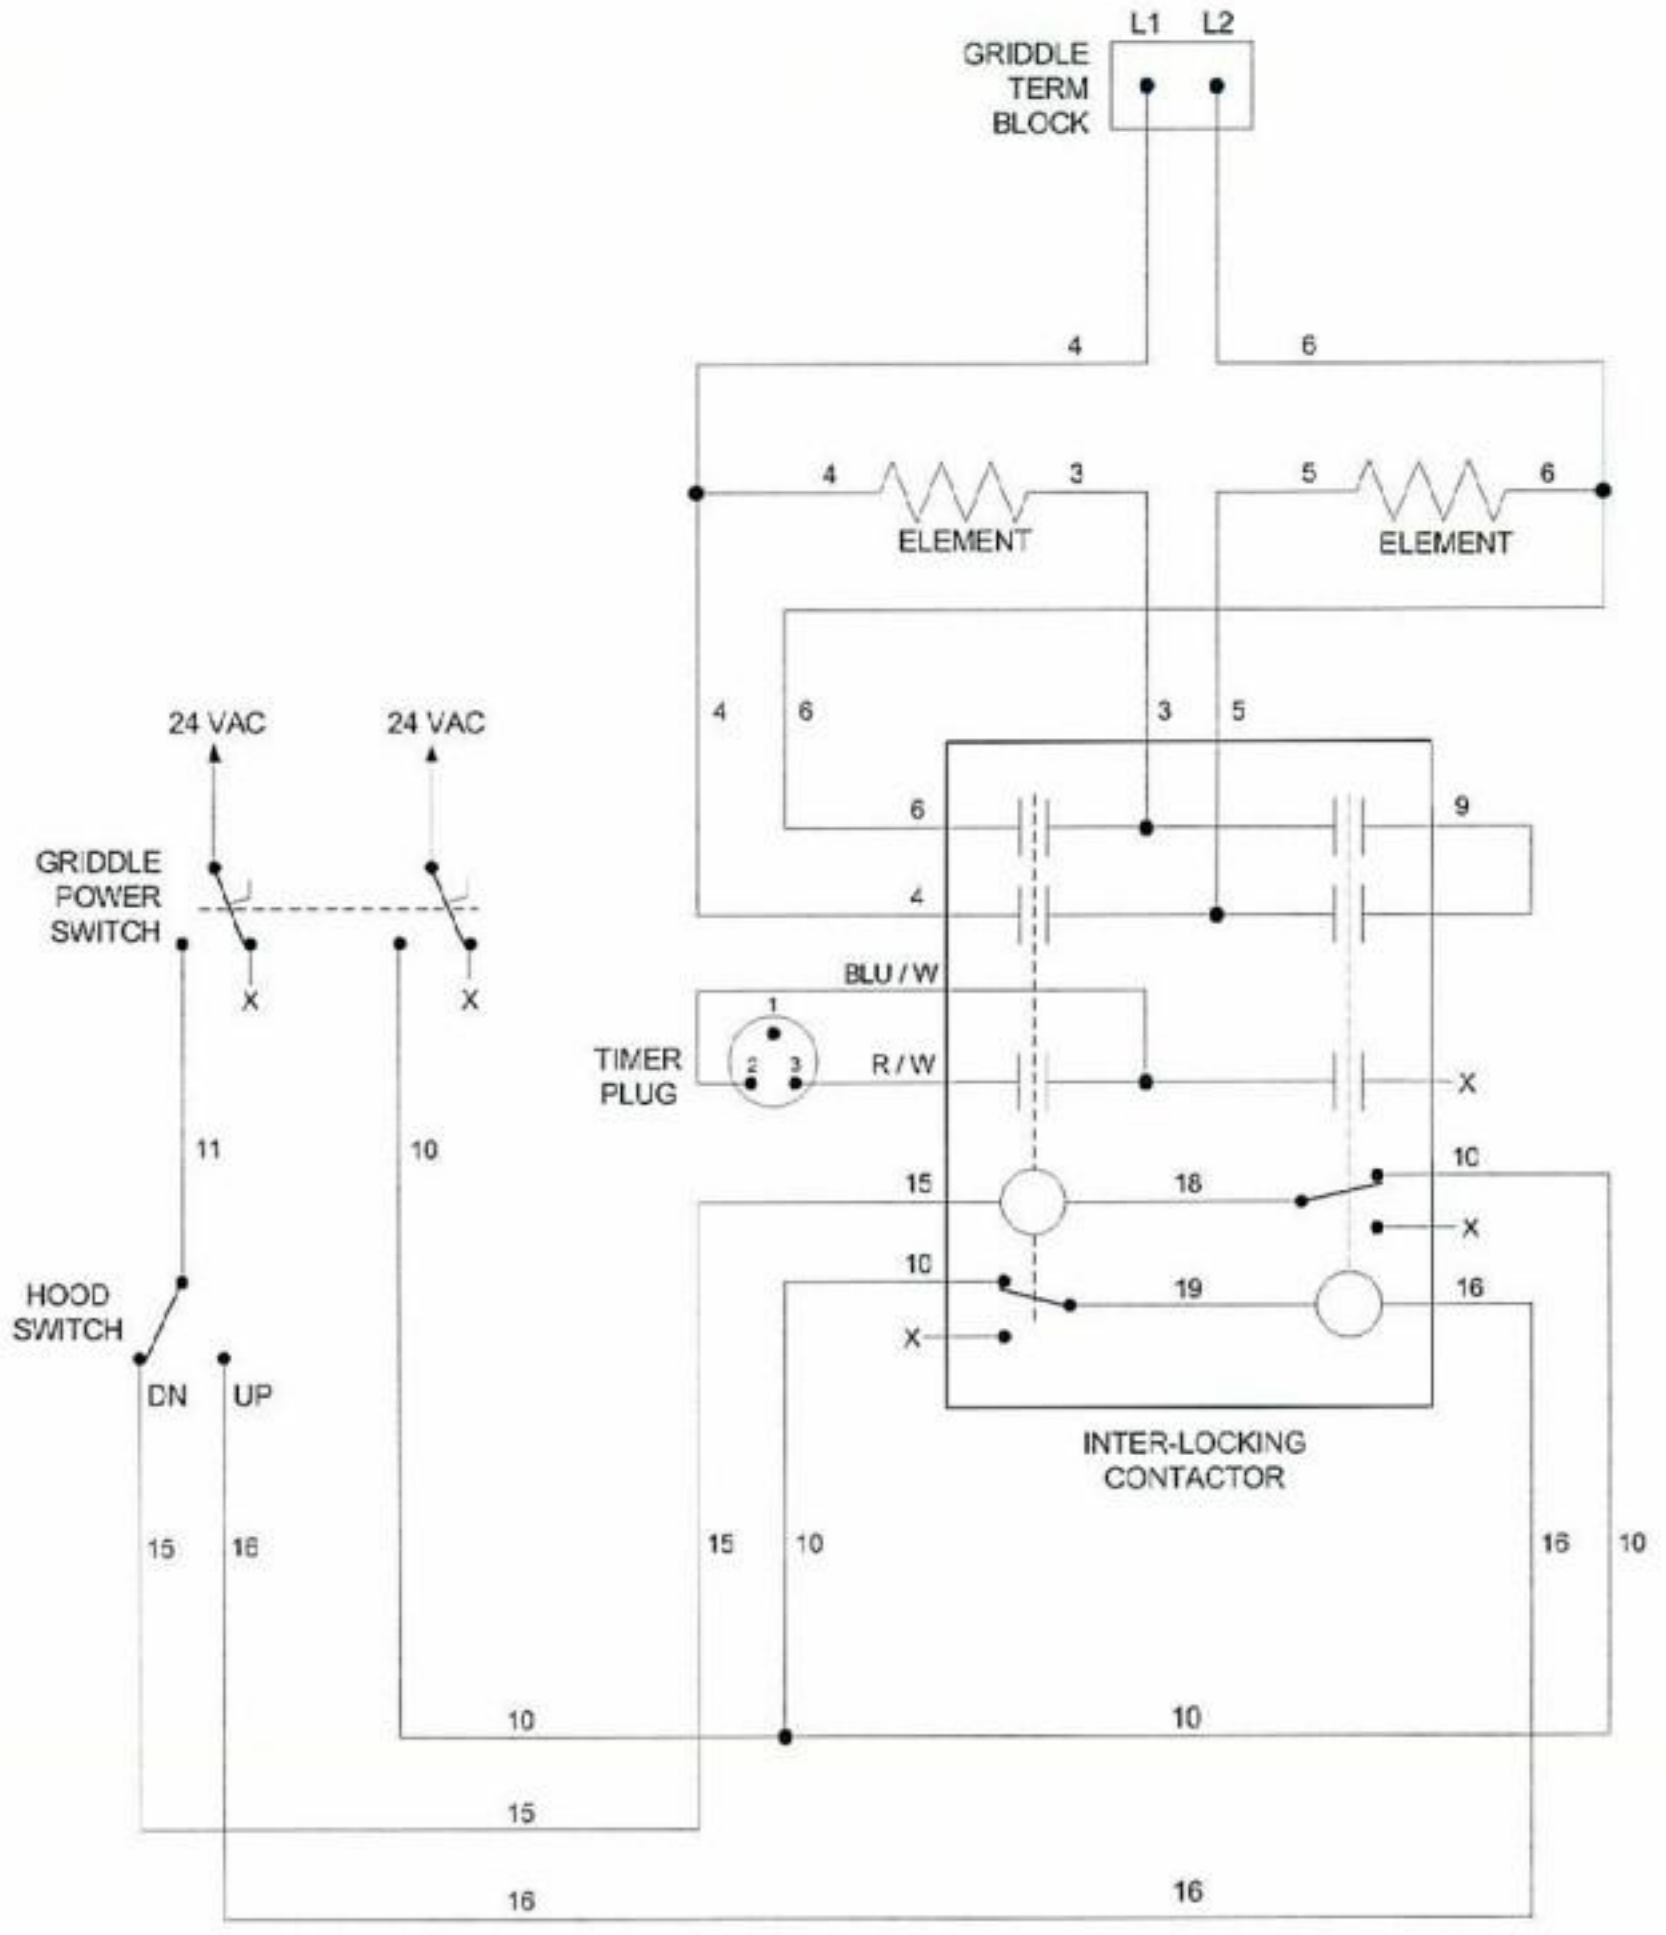 L1 L2
GRIDDLE
TERM
BLOCK
4 6
4 3 5 6
ELEMENT ELEMENT
4 6 3 5
24 VAC 24 VAC
6 9
GRIDDLE
POWER
SWITCH
4
X X
BLU / W
1
TIMER
PLUG
2 3
R / W
X
11 10
15 18 10
X
10 19 16
HOOD
SWITCH
X
DN UP
INTER-LOCKING
CONTACTOR
15 16 15 10 16 10
10 10
15
16 16